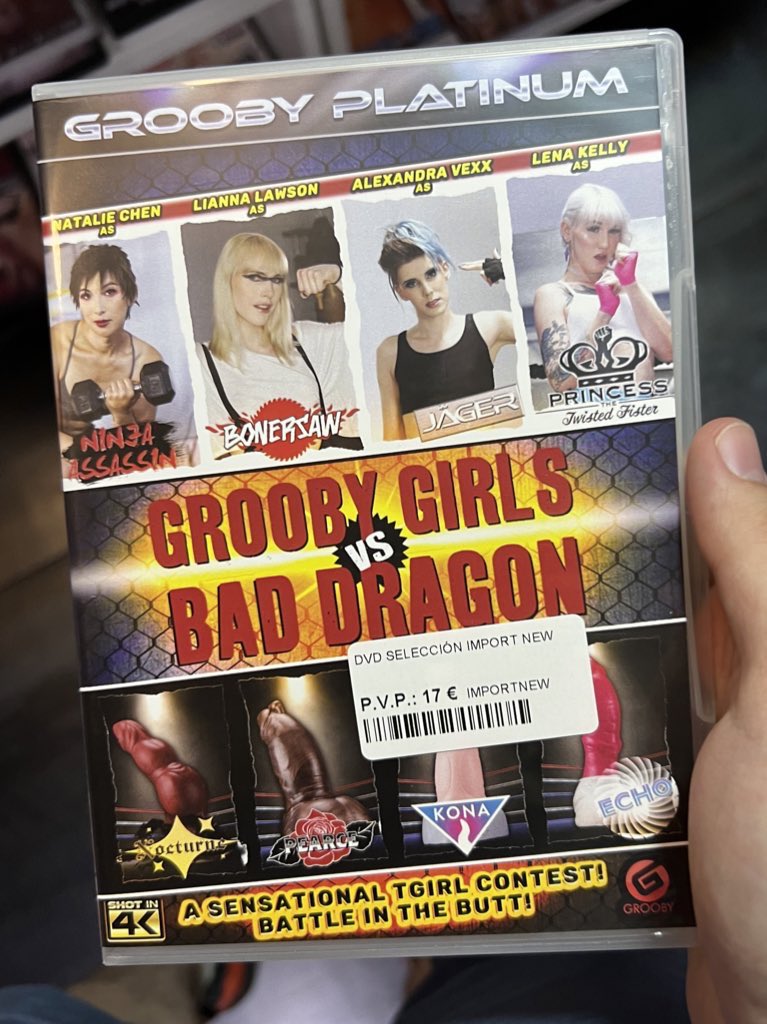 GROOBY PLATINUM
NATALIE CHEN
AS
LIANNA LAWSON
AS
ALEXANDRA VEXX
AS
LENA KELLY
AS
NINJA
ASSASSIN
BONERSAW
JÄGER
PRINCESS
THE
Twisted Fister
GROOBY GIRLS
VS
BAD DRAGON
DVD SELECCIÓN IMPORT NEW
P.V.P.: 17 € IMPORTNEW
Nocturne
PEARCE
KONA
ECHO
SHOT IN
4K
A SENSATIONAL TGIRL CONTEST!
BATTLE IN THE BUTT!
G
GROOBY